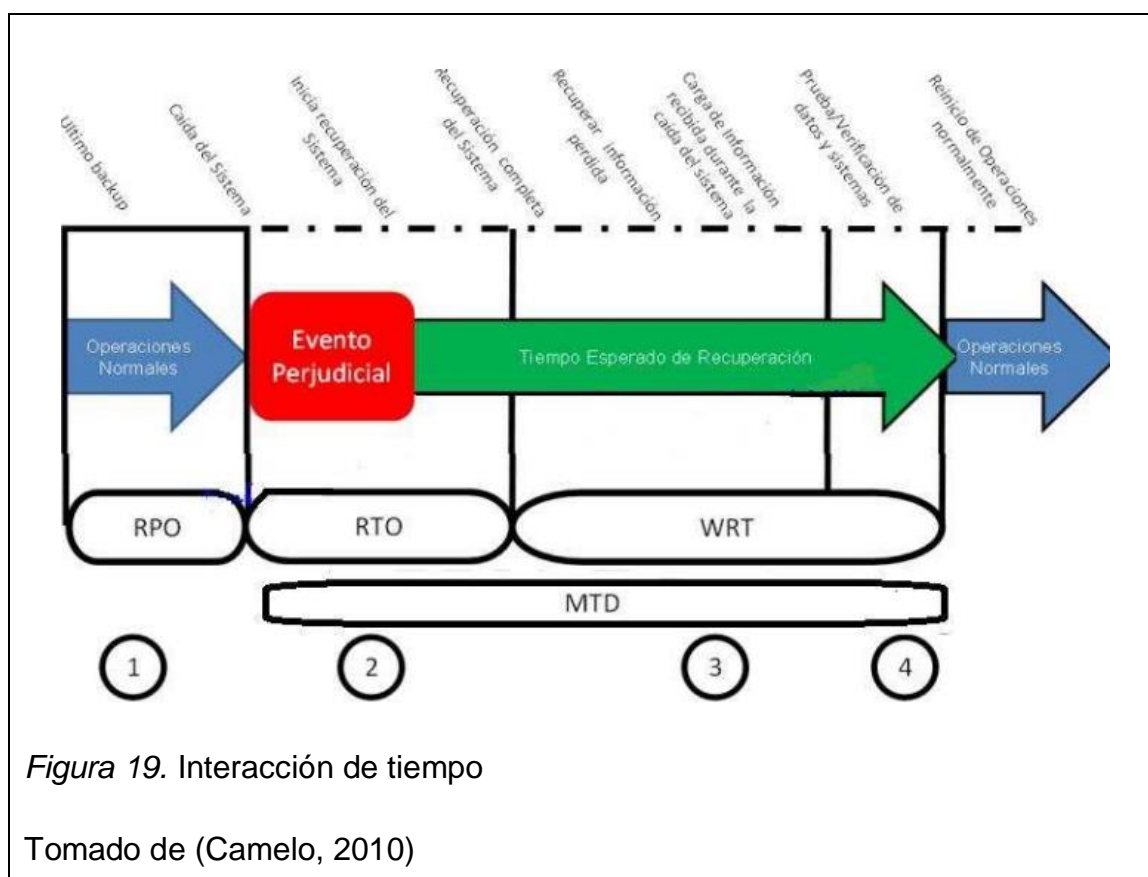 Ultimo backup
Caída del Sistema
Inicia recuperacion del
Sistema
Recuperación completa
del Sistema
Recuperar información
perdida
Carga de Información
recibida durante la
caída del sistema
Prueba/Verificación de
datos y sistemas
Reinicio de Operaciones
normalmente
Operaciones
Normales
Evento
Perjudicial
Tiempo Esperado de Recuperación
Operaciones
Normales
RPO
RTO
WRT
MTD
1
2
3
4
Figura 19. Interacción de tiempo
Tomado de (Camelo, 2010)